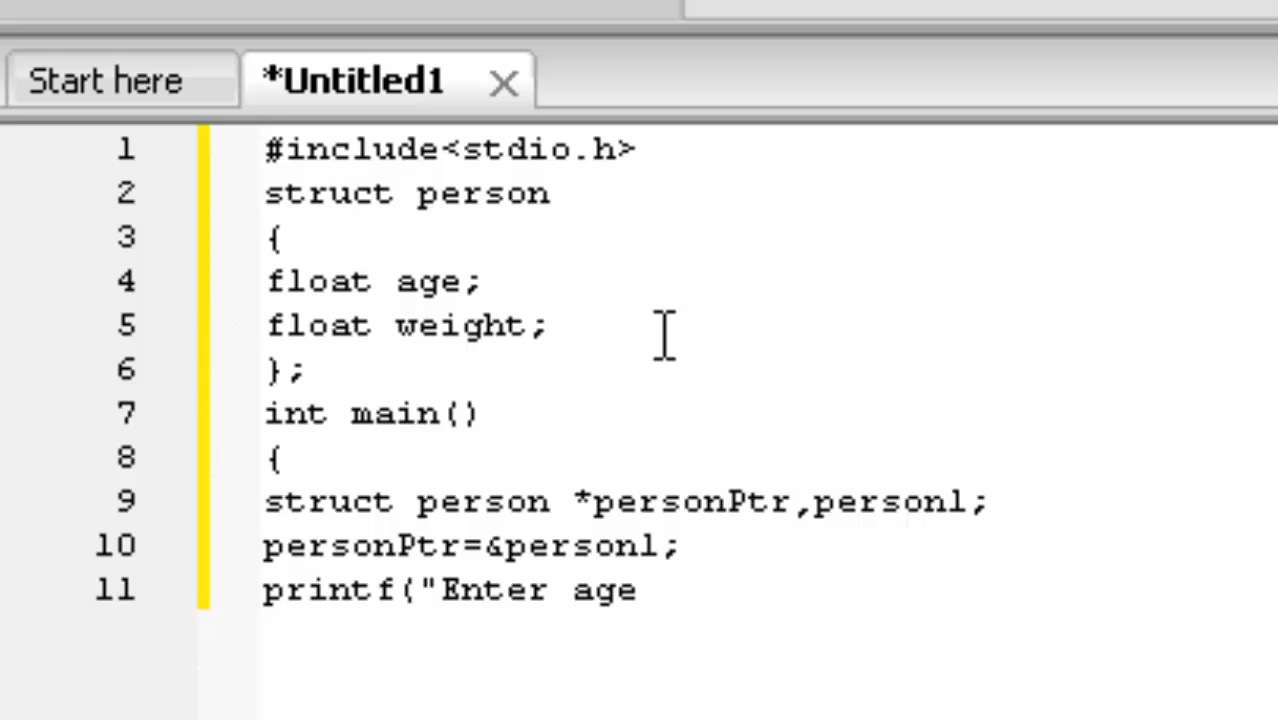 Start here
*Untitled1
1 #include<stdio.h>
2 struct person
3 {
4 float age;
5 float weight;
6 };
7 int main()
8 {
9 struct person *personPtr,person1;
10 personPtr=&person1;
11 printf("Enter age